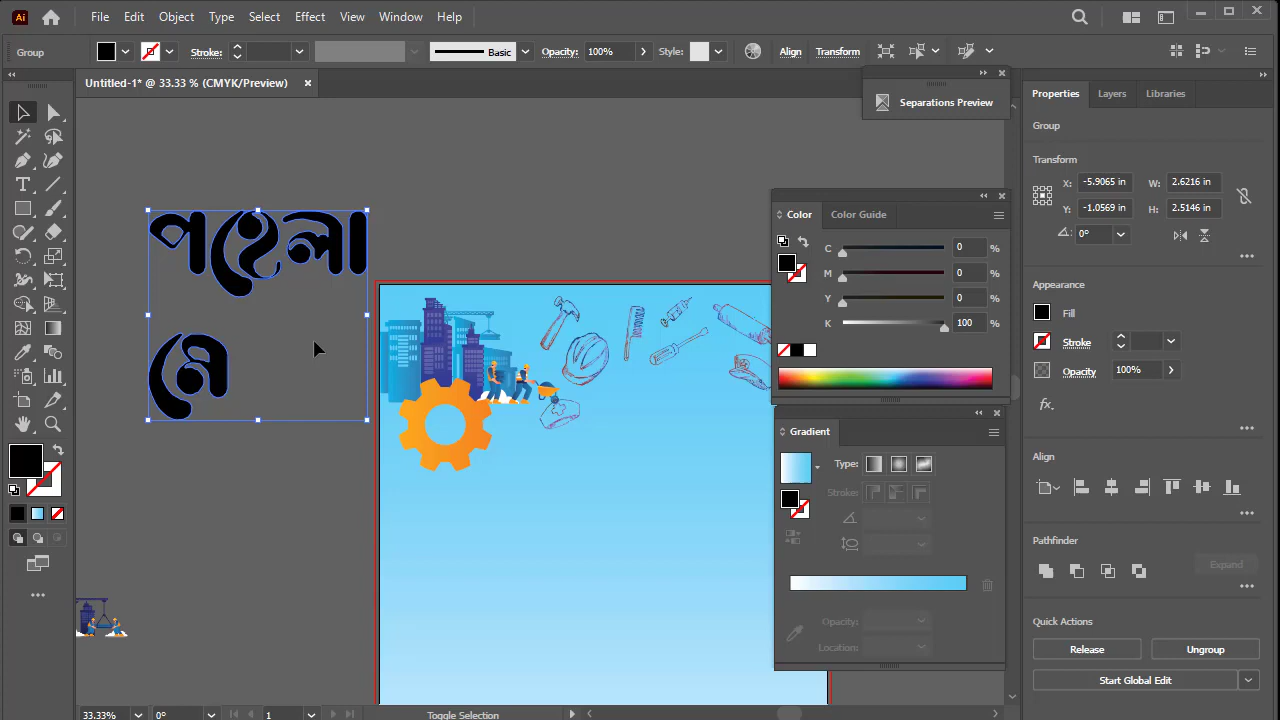 Ai File Edit Object Type Select Effect View Window Help
Group Stroke: Basic Opacity: 100% Style: Align Transform
Untitled-1* @ 33.33 % (CMYK/Preview)
Separations Preview
Properties Layers Libraries
Group
Transform
X: -5.9065 in W: 2.6216 in
Y: -1.0569 in H: 2.5146 in
0°
Appearance
Fill
Stroke
Opacity 100%
fx
Align
Pathfinder
Expand
Quick Actions
Release Ungroup
Start Global Edit
Color Color Guide
C 0 %
M 0 %
Y 0 %
K 100 %
Gradient
Type:
Stroke:
Opacity:
Location:
পহেলা
মে
33.33% 0° 1 Toggle Selection